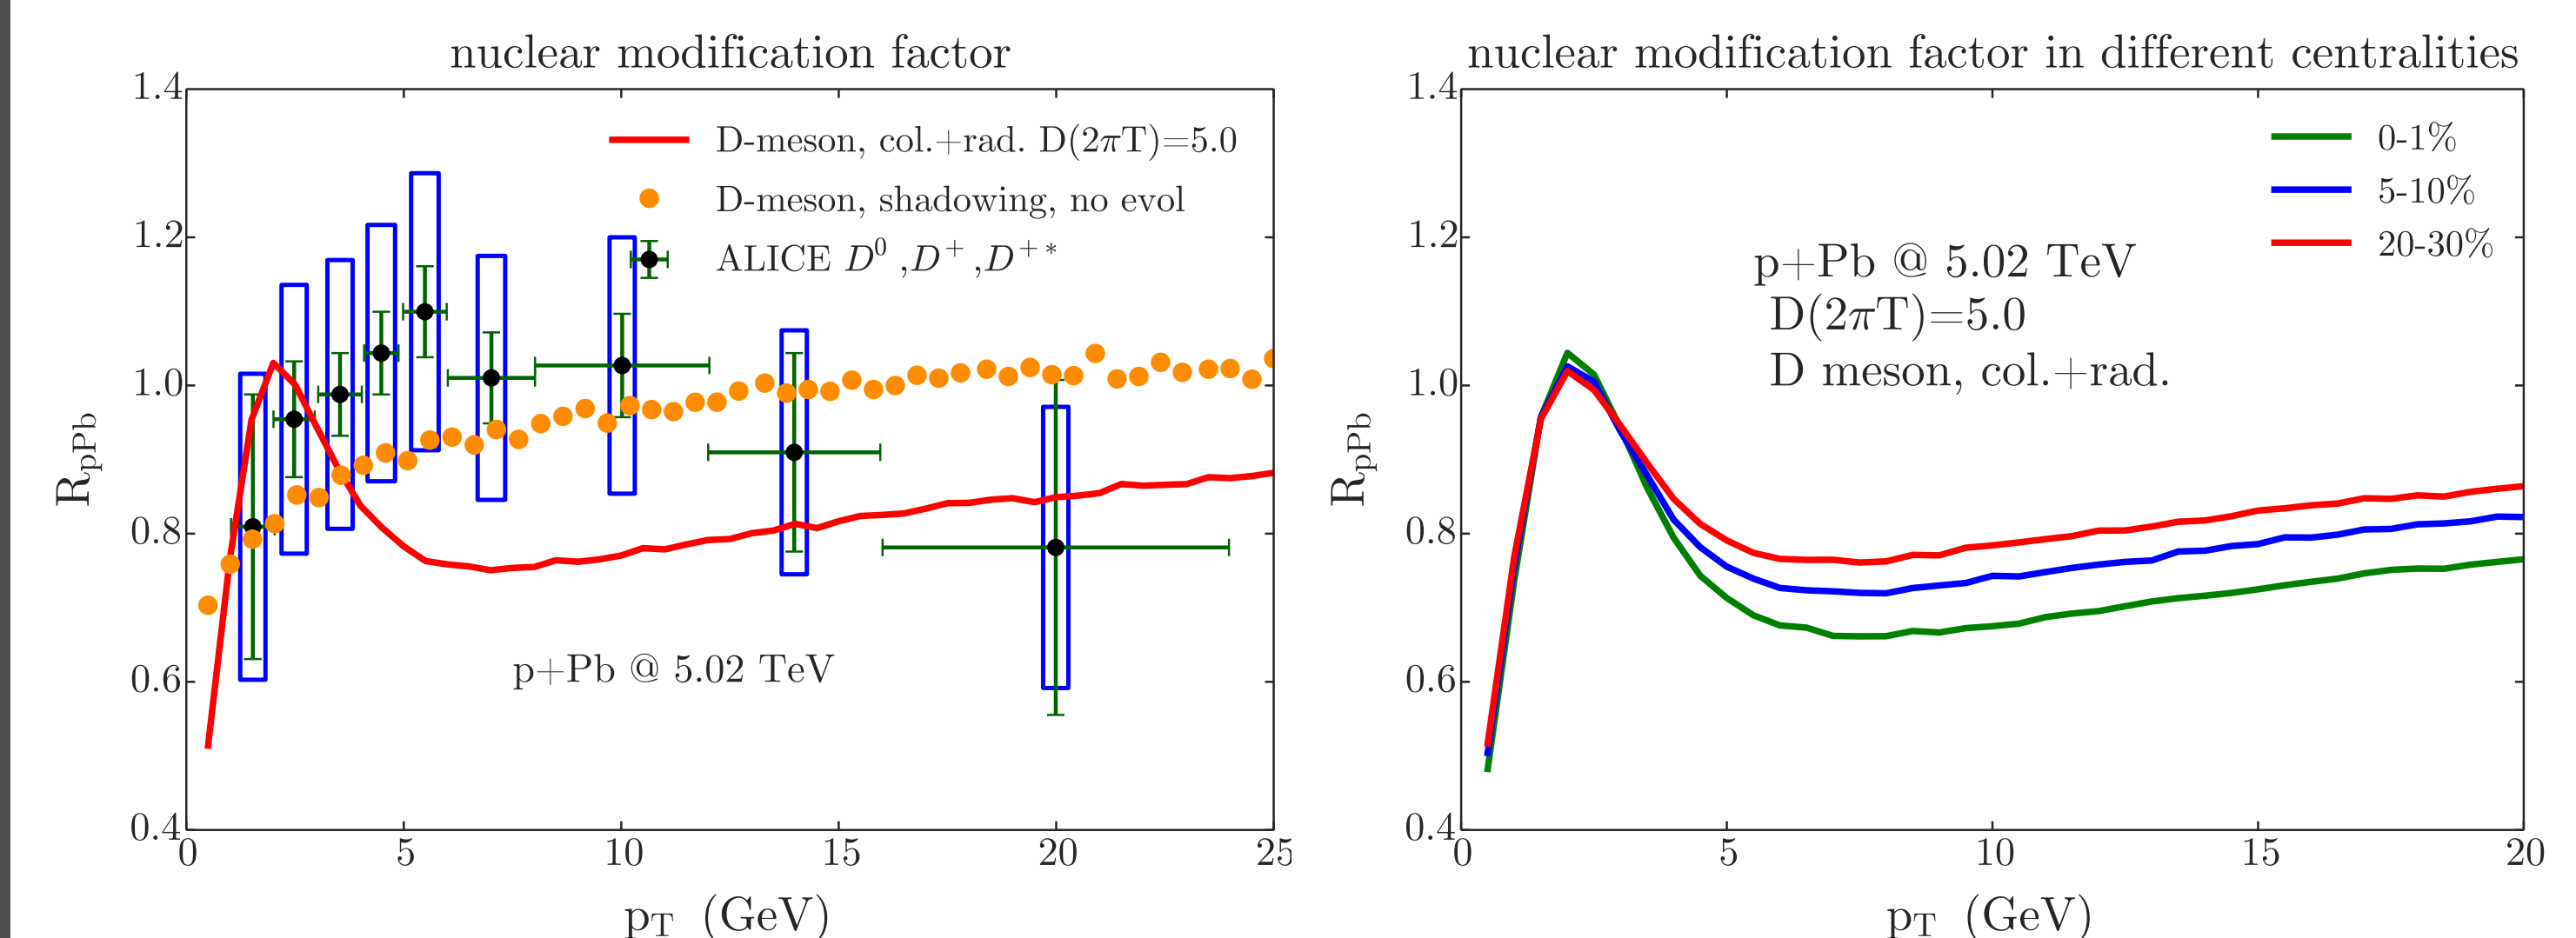 nuclear modification factor
1.4
1.2
1.0
0.8
0.6
0.4
R_pPb
D-meson, col.+rad. D(2πT)=5.0
D-meson, shadowing, no evol
ALICE D⁰ ,D⁺ ,D⁺*
p+Pb @ 5.02 TeV
0 5 10 15 20 25
p_T (GeV)
nuclear modification factor in different centralities
1.4
1.2
1.0
0.8
0.6
0.4
R_pPb
0-1%
5-10%
20-30%
p+Pb @ 5.02 TeV
D(2πT)=5.0
D meson, col.+rad.
0 5 10 15 20
p_T (GeV)